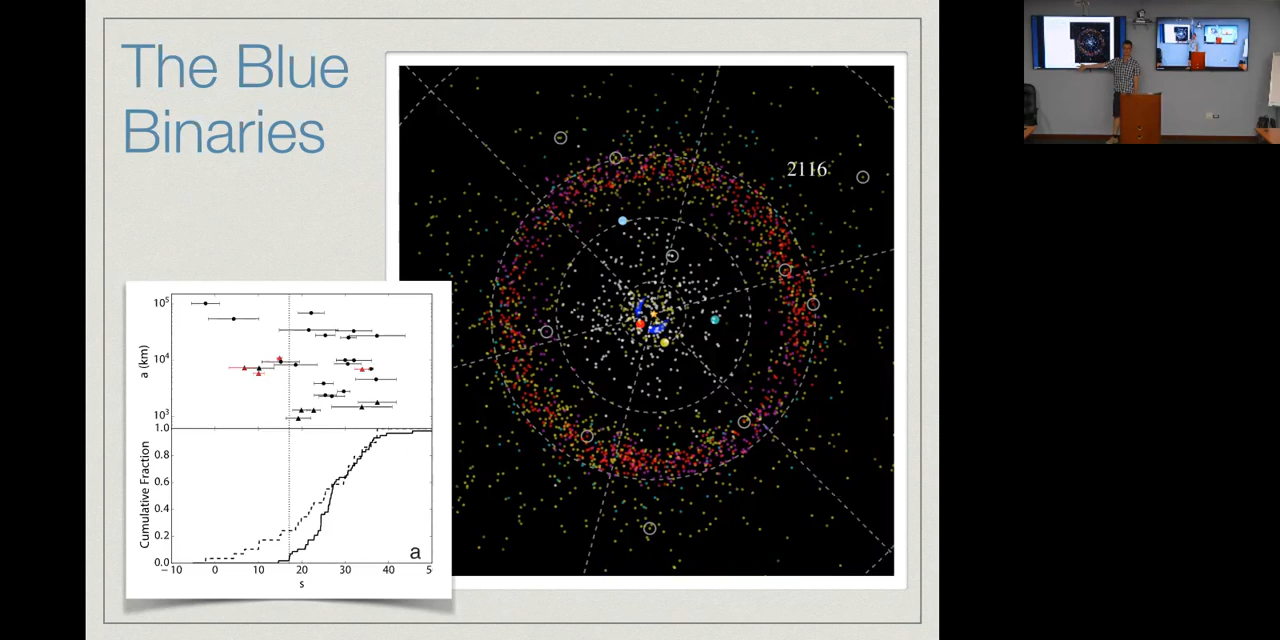 The Blue
Binaries
2116
10⁵
10⁴
10³
a (km)
1.0
0.8
0.6
0.4
0.2
0.0
Cumulative Fraction
a
−10 0 10 20 30 40 5
s